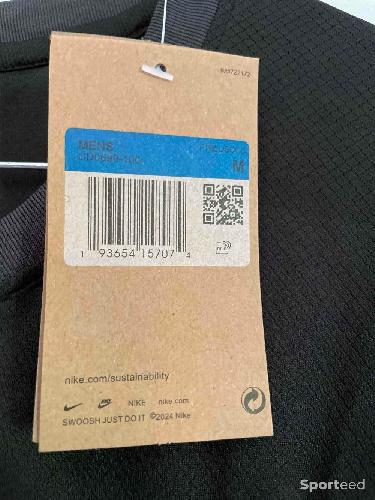 MENS
M
1 93654 15707 4
nike.com/sustainability
NIKE nike.com
SWOOSH JUST DO IT ©2024 Nike
Sporteed